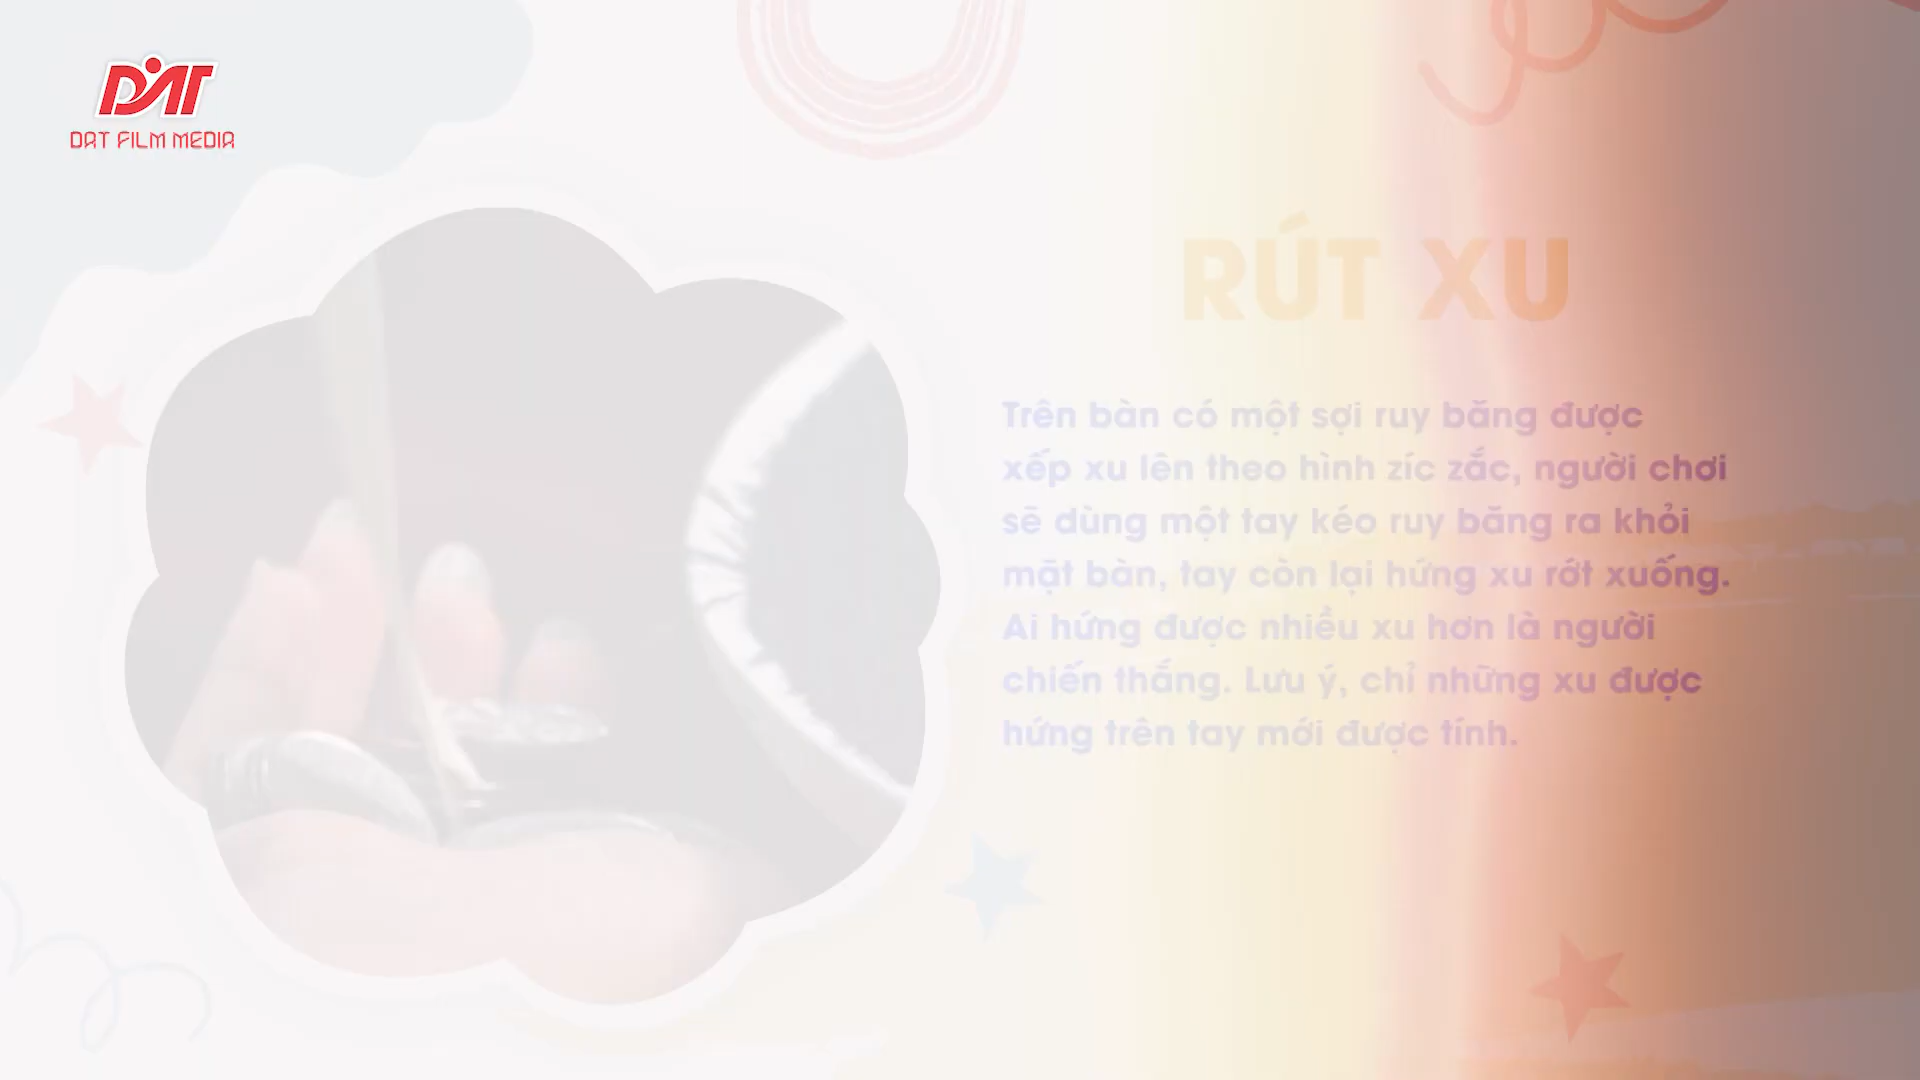 DAT
DAT FILM MEDIA
RÚT XU
Trên bàn có một sợi ruy băng được
xếp xu lên theo hình zíc zắc, người chơi
sẽ dùng một tay kéo ruy băng ra khỏi
mặt bàn, tay còn lại hứng xu rớt xuống.
Ai hứng được nhiều xu hơn là người
chiến thắng. Lưu ý, chỉ những xu được
hứng trên tay mới được tính.